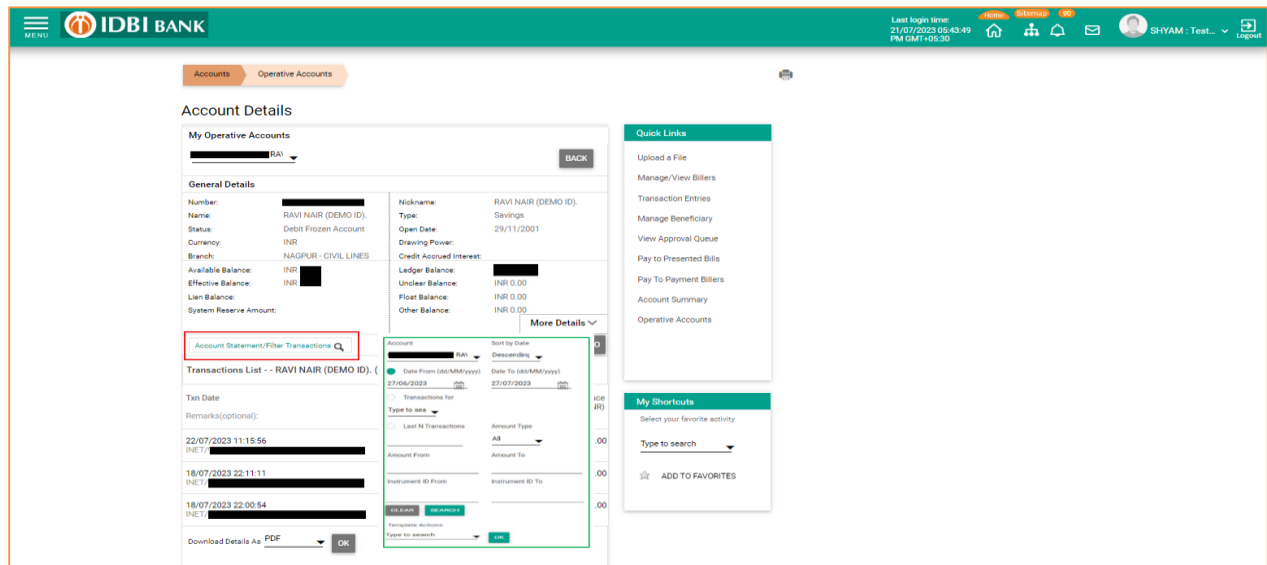 MENU
IDBI BANK
Last login time:
21/07/2023 05:43:49
PM GMT+05:30
Home
Sitemap
90
SHYAM : Test...
Logout
Accounts
Operative Accounts
Account Details
My Operative Accounts
BACK
General Details
Number:
Nickname: RAVI NAIR (DEMO ID).
Name: RAVI NAIR (DEMO ID).
Type: Savings
Status: Debit Frozen Account
Open Date: 29/11/2001
Currency: INR
Drawing Power:
Branch: NAGPUR - CIVIL LINES
Credit Accrued Interest:
Available Balance: INR
Ledger Balance:
Effective Balance: INR
Unclear Balance: INR 0.00
Lien Balance:
Float Balance: INR 0.00
System Reserve Amount:
Other Balance: INR 0.00
More Details
Account Statement/Filter Transactions
Transactions List - - RAVI NAIR (DEMO ID). (
Txn Date
Remarks(optional):
22/07/2023 11:15:56
INET/
.00
18/07/2023 22:11:11
INET/
.00
18/07/2023 22:00:54
INET/
.00
Download Details As PDF
OK
Account
Sort by Date
Date From (dd/MM/yyyy)
Date To (dd/MM/yyyy)
27/06/2023
27/07/2023
Transactions for
Type to sea
Last N Transactions
Amount Type
All
Amount From
Amount To
Instrument ID From
Instrument ID To
CLEAR
SEARCH
Template Actions
Type to search
OK
Quick Links
Upload a File
Manage/View Billers
Transaction Entries
Manage Beneficiary
View Approval Queue
Pay to Presented Bills
Pay To Payment Billers
Account Summary
Operative Accounts
My Shortcuts
Select your favorite activity
Type to search
ADD TO FAVORITES